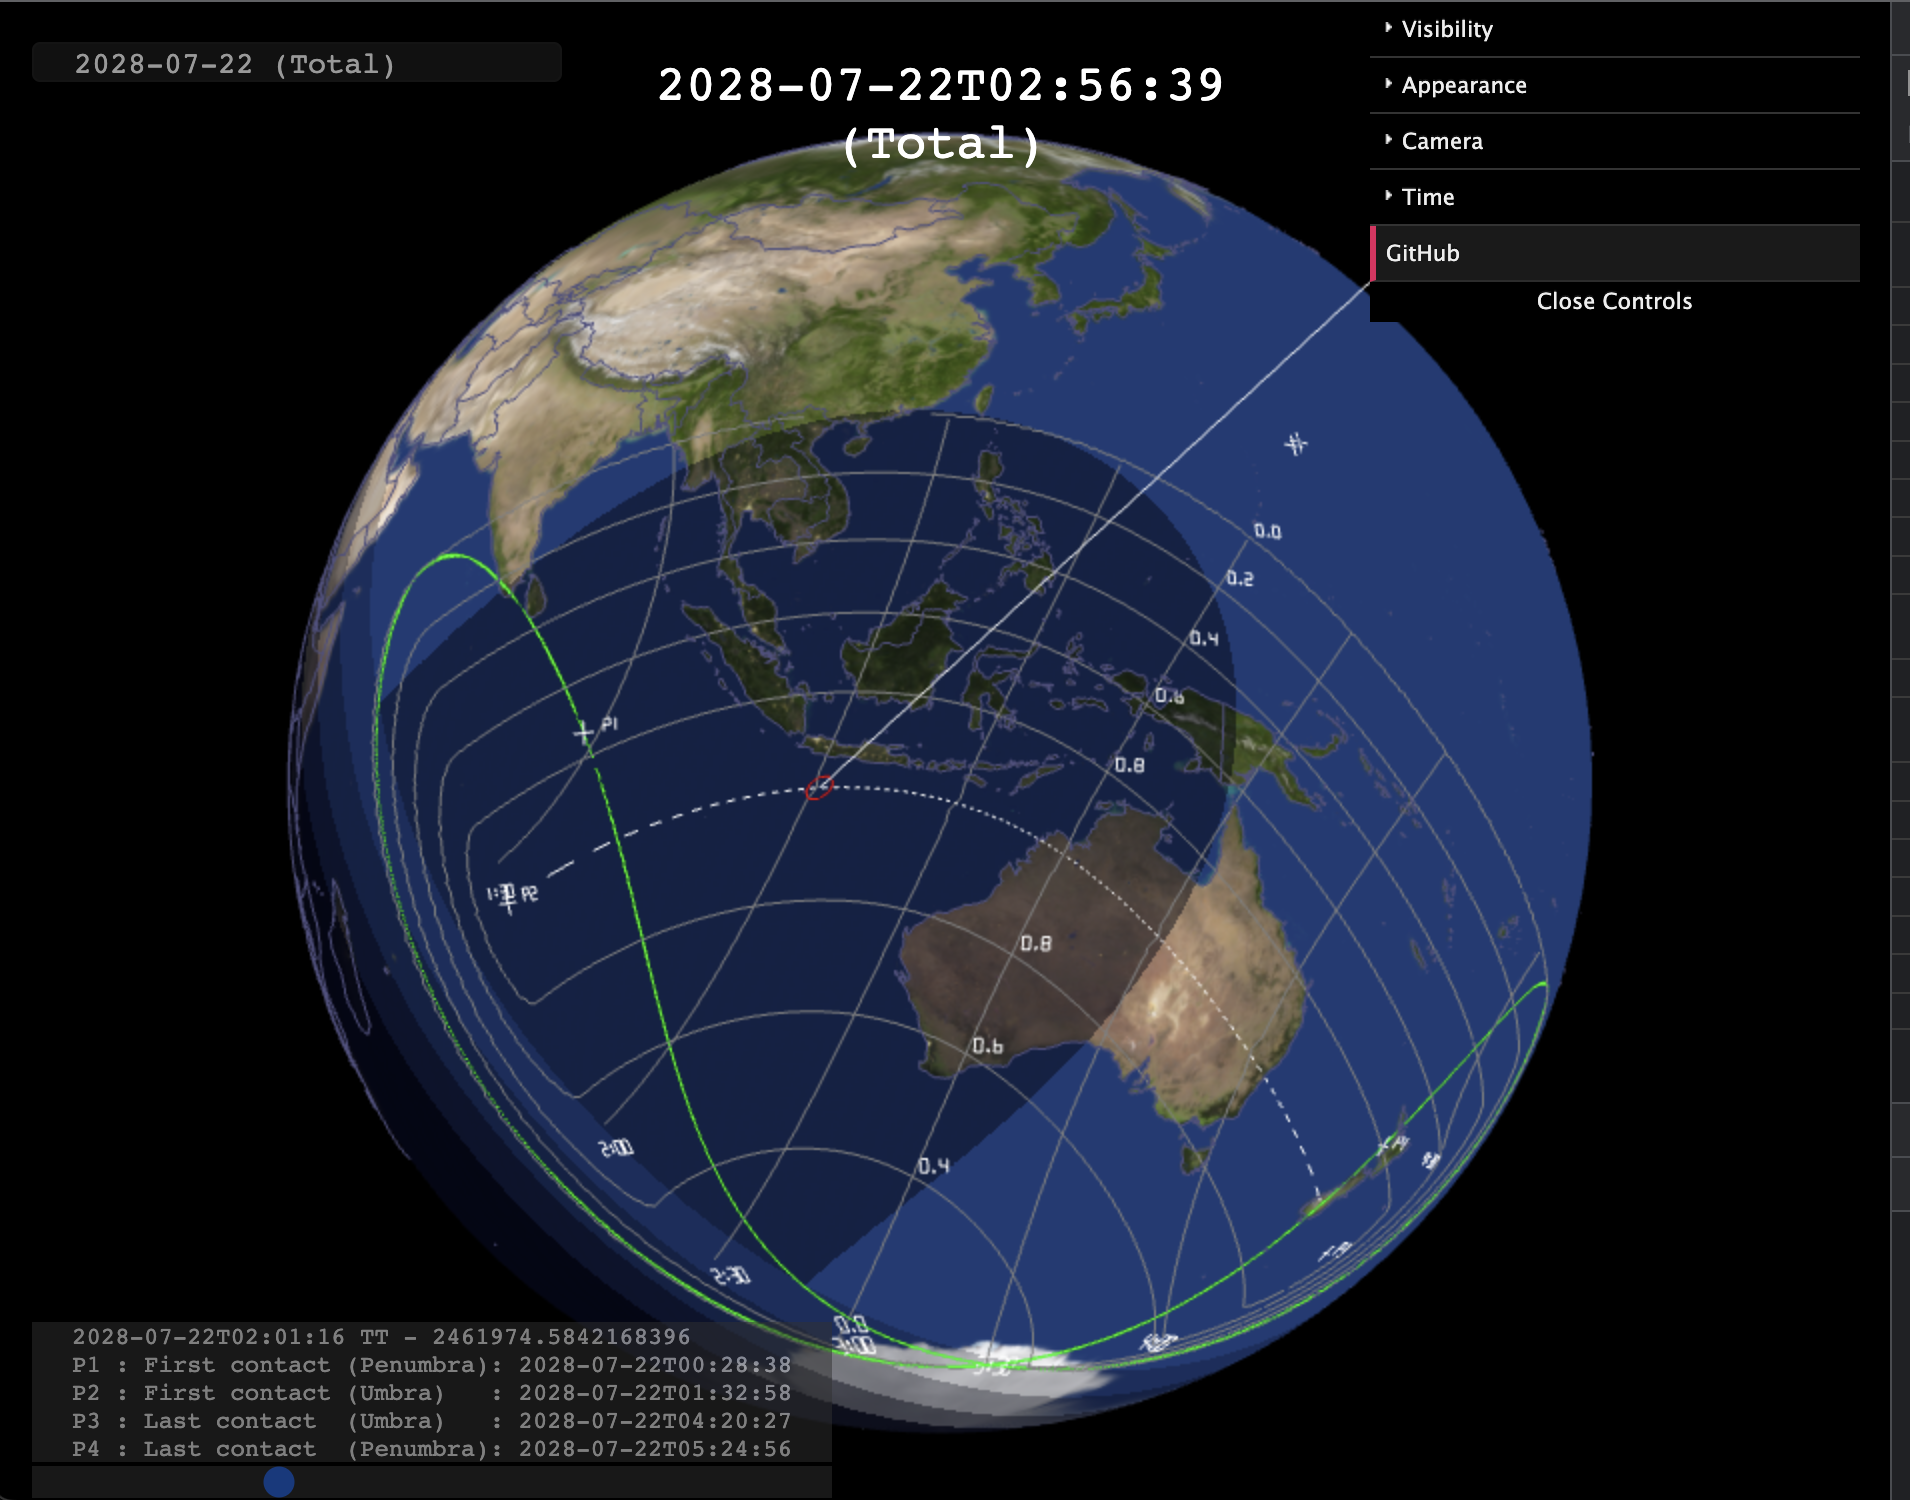 2028-07-22 (Total)
2028-07-22T02:56:39
(Total)
Visibility
Appearance
Camera
Time
GitHub
Close Controls
0.0
0.2
0.4
0.6
0.8
P1
P2
0.8
0.6
0.4
2:00
2:30
0.0
3:00
2028-07-22T02:01:16 TT - 2461974.5842168396
P1 : First contact (Penumbra): 2028-07-22T00:28:38
P2 : First contact (Umbra) : 2028-07-22T01:32:58
P3 : Last contact (Umbra) : 2028-07-22T04:20:27
P4 : Last contact (Penumbra): 2028-07-22T05:24:56